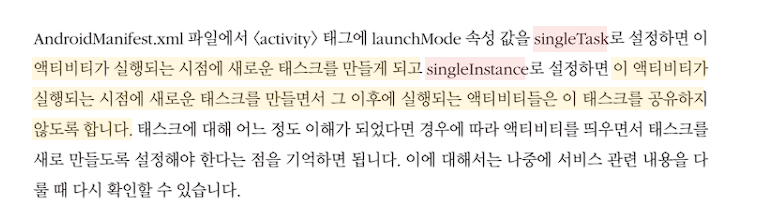 AndroidManifest.xml 파일에서 〈activity〉 태그에 launchMode 속성 값을 singleTask로 설정하면 이
액티비티가 실행되는 시점에 새로운 태스크를 만들게 되고 singleInstance로 설정하면 이 액티비티가
실행되는 시점에 새로운 태스크를 만들면서 그 이후에 실행되는 액티비티들은 이 태스크를 공유하지
않도록 합니다. 태스크에 대해 어느 정도 이해가 되었다면 경우에 따라 액티비티를 띄우면서 태스크를
새로 만들도록 설정해야 한다는 점을 기억하면 됩니다. 이에 대해서는 나중에 서비스 관련 내용을 다
룰 때 다시 확인할 수 있습니다.